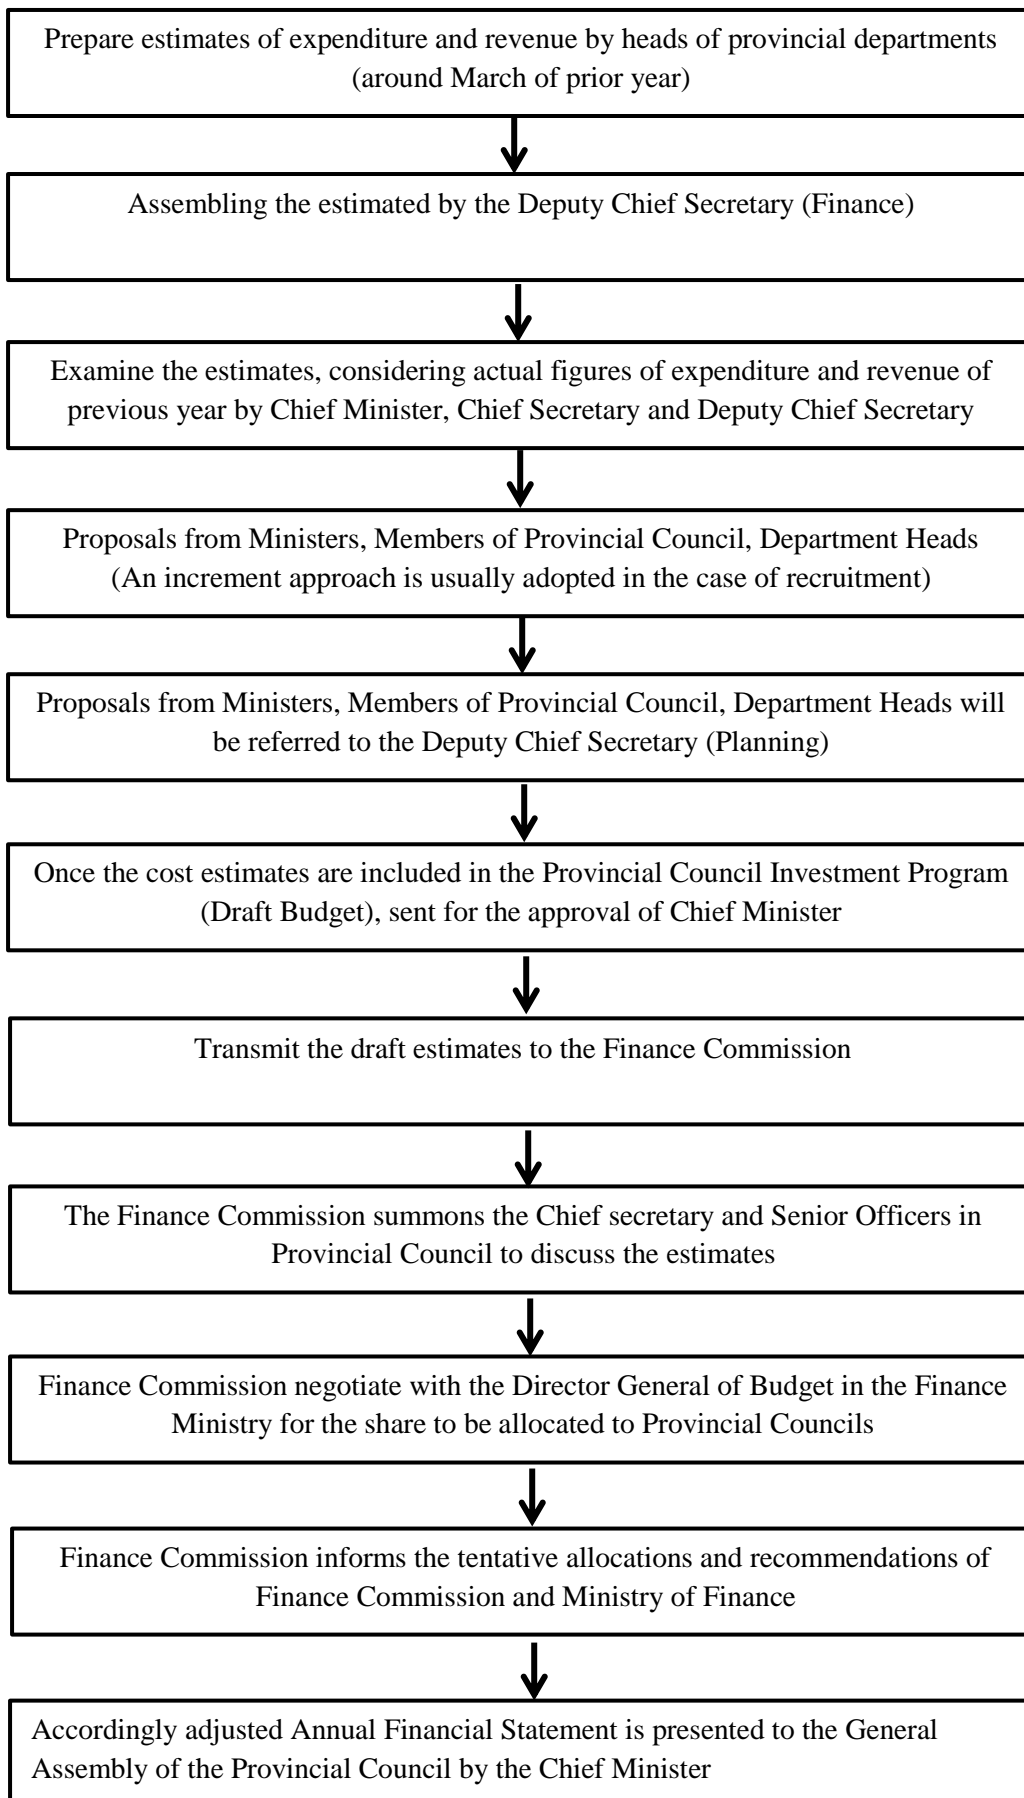 Prepare estimates of expenditure and revenue by heads of provincial departments
(around March of prior year)
Assembling the estimated by the Deputy Chief Secretary (Finance)
Examine the estimates, considering actual figures of expenditure and revenue of
previous year by Chief Minister, Chief Secretary and Deputy Chief Secretary
Proposals from Ministers, Members of Provincial Council, Department Heads
(An increment approach is usually adopted in the case of recruitment)
Proposals from Ministers, Members of Provincial Council, Department Heads will
be referred to the Deputy Chief Secretary (Planning)
Once the cost estimates are included in the Provincial Council Investment Program
(Draft Budget), sent for the approval of Chief Minister
Transmit the draft estimates to the Finance Commission
The Finance Commission summons the Chief secretary and Senior Officers in
Provincial Council to discuss the estimates
Finance Commission negotiate with the Director General of Budget in the Finance
Ministry for the share to be allocated to Provincial Councils
Finance Commission informs the tentative allocations and recommendations of
Finance Commission and Ministry of Finance
Accordingly adjusted Annual Financial Statement is presented to the General
Assembly of the Provincial Council by the Chief Minister